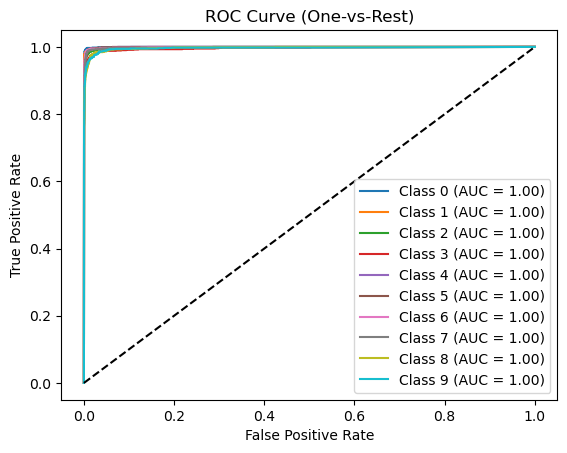 ROC Curve (One-vs-Rest)
True Positive Rate
1.0
0.8
0.6
0.4
0.2
0.0
Class 0 (AUC = 1.00)
Class 1 (AUC = 1.00)
Class 2 (AUC = 1.00)
Class 3 (AUC = 1.00)
Class 4 (AUC = 1.00)
Class 5 (AUC = 1.00)
Class 6 (AUC = 1.00)
Class 7 (AUC = 1.00)
Class 8 (AUC = 1.00)
Class 9 (AUC = 1.00)
0.0 0.2 0.4 0.6 0.8 1.0
False Positive Rate